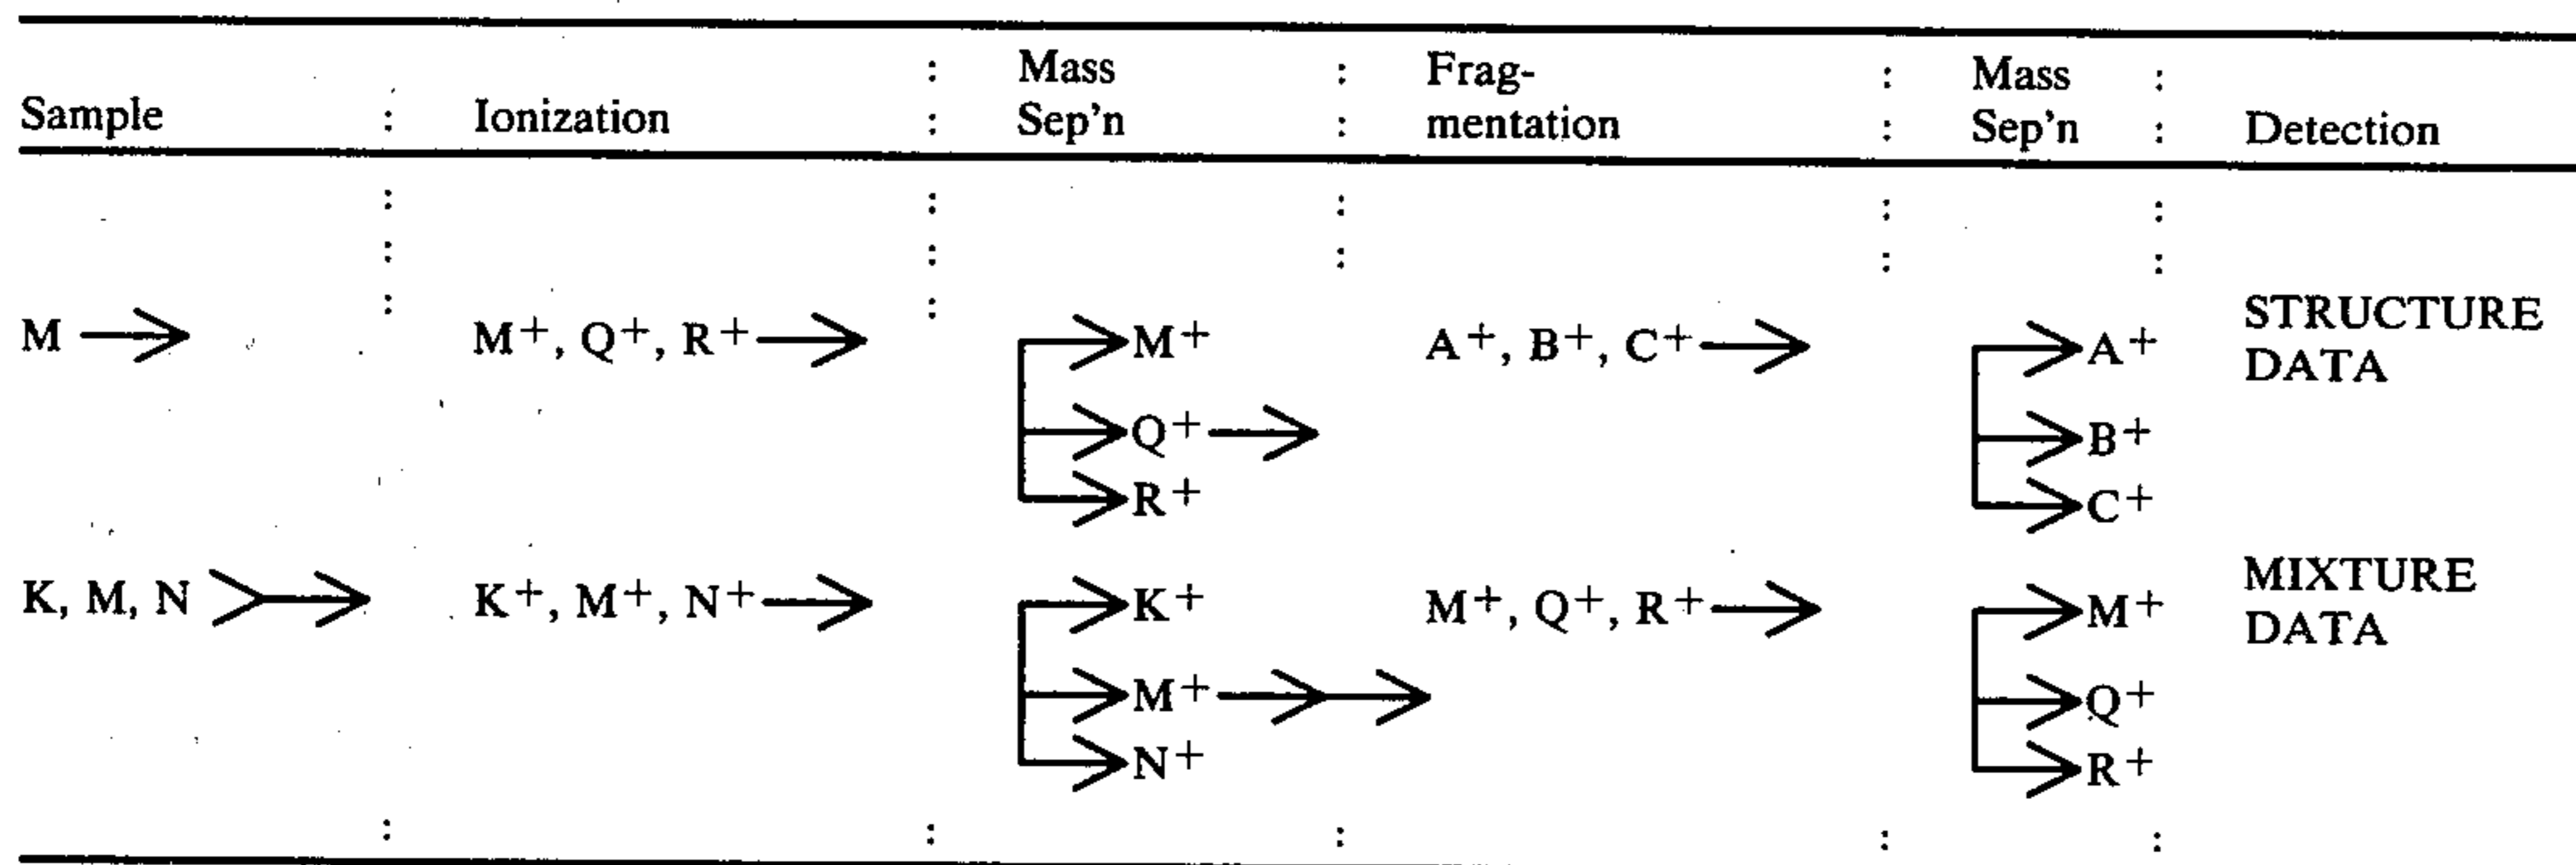 Sample : Ionization : Mass Sep'n : Frag-mentation : Mass Sep'n : Detection
M → M+, Q+, R+ → M+ A+, B+, C+ → A+ STRUCTURE DATA
Q+ → B+
R+ C+
K, M, N → K+, M+, N+ → K+ M+, Q+, R+ → M+ MIXTURE DATA
M+ → Q+
N+ R+